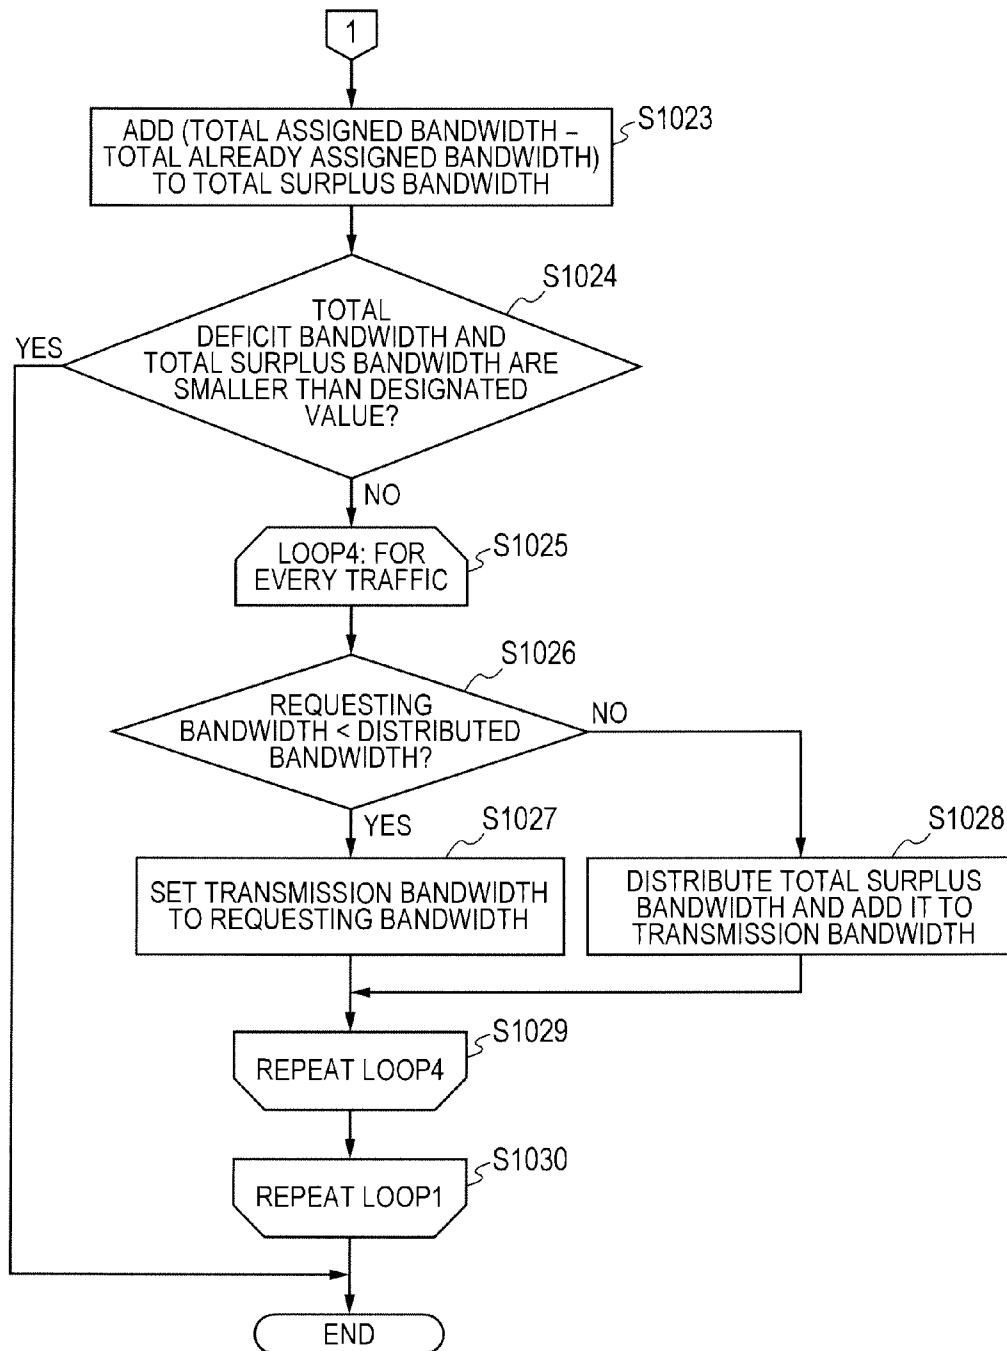 1
ADD (TOTAL ASSIGNED BANDWIDTH –
TOTAL ALREADY ASSIGNED BANDWIDTH)
TO TOTAL SURPLUS BANDWIDTH
S1023
S1024
TOTAL
DEFICIT BANDWIDTH AND
TOTAL SURPLUS BANDWIDTH ARE
SMALLER THAN DESIGNATED
VALUE?
YES
NO
LOOP4: FOR
EVERY TRAFFIC
S1025
S1026
REQUESTING
BANDWIDTH < DISTRIBUTED
BANDWIDTH?
NO
YES
S1027
SET TRANSMISSION BANDWIDTH
TO REQUESTING BANDWIDTH
S1028
DISTRIBUTE TOTAL SURPLUS
BANDWIDTH AND ADD IT TO
TRANSMISSION BANDWIDTH
S1029
REPEAT LOOP4
S1030
REPEAT LOOP1
END